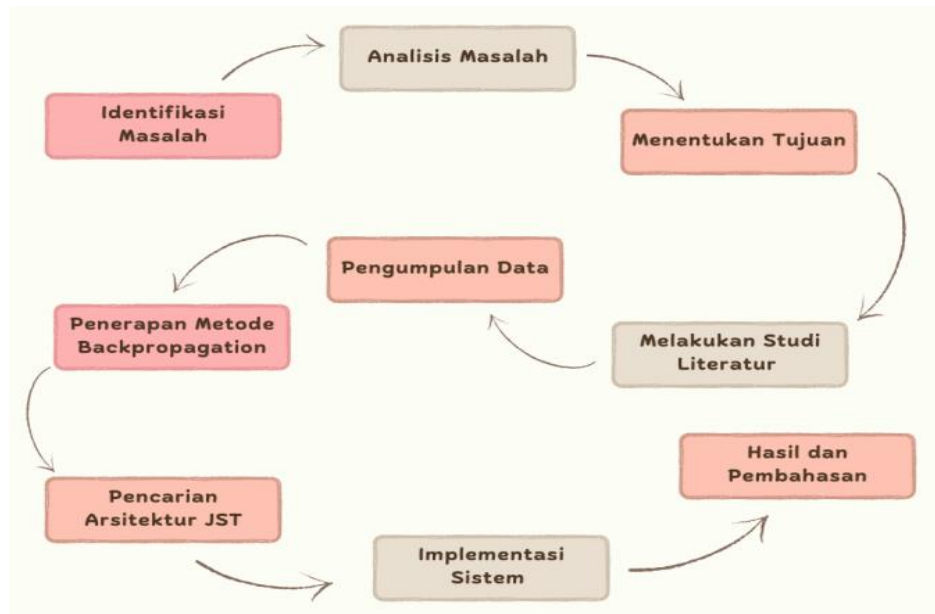 Identifikasi
Masalah
Analisis Masalah
Menentukan Tujuan
Melakukan Studi
Literatur
Pengumpulan Data
Penerapan Metode
Backpropagation
Pencarian
Arsitektur JST
Implementasi
Sistem
Hasil dan
Pembahasan